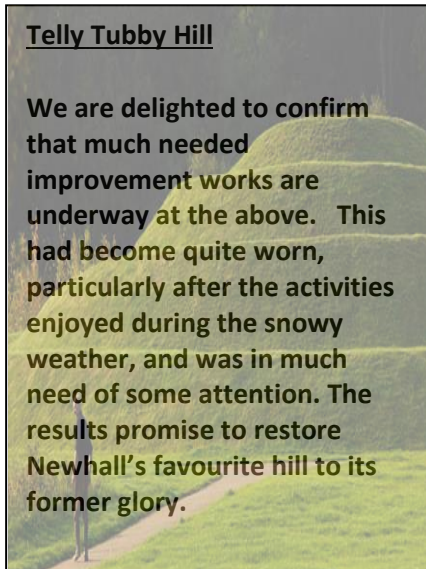 Telly Tubby Hill
We are delighted to confirm
that much needed
improvement works are
underway at the above.   This
had become quite worn,
particularly after the activities
enjoyed during the snowy
weather, and was in much
need of some attention. The
results promise to restore
Newhall’s favourite hill to its
former glory.